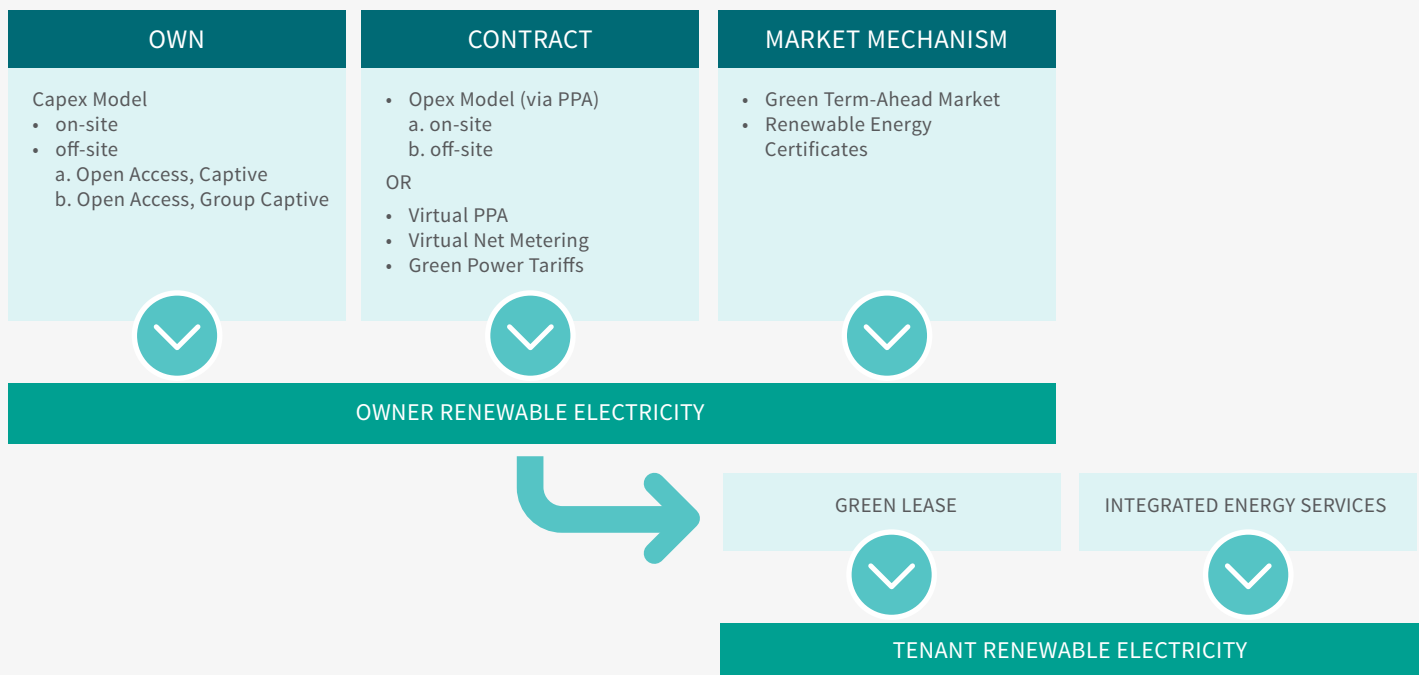 OWN
Capex Model
• on-site
• off-site
a. Open Access, Captive
b. Open Access, Group Captive
CONTRACT
• Opex Model (via PPA)
a. on-site
b. off-site
OR
• Virtual PPA
• Virtual Net Metering
• Green Power Tariffs
MARKET MECHANISM
• Green Term-Ahead Market
• Renewable Energy
Certificates
OWNER RENEWABLE ELECTRICITY
GREEN LEASE
INTEGRATED ENERGY SERVICES
TENANT RENEWABLE ELECTRICITY